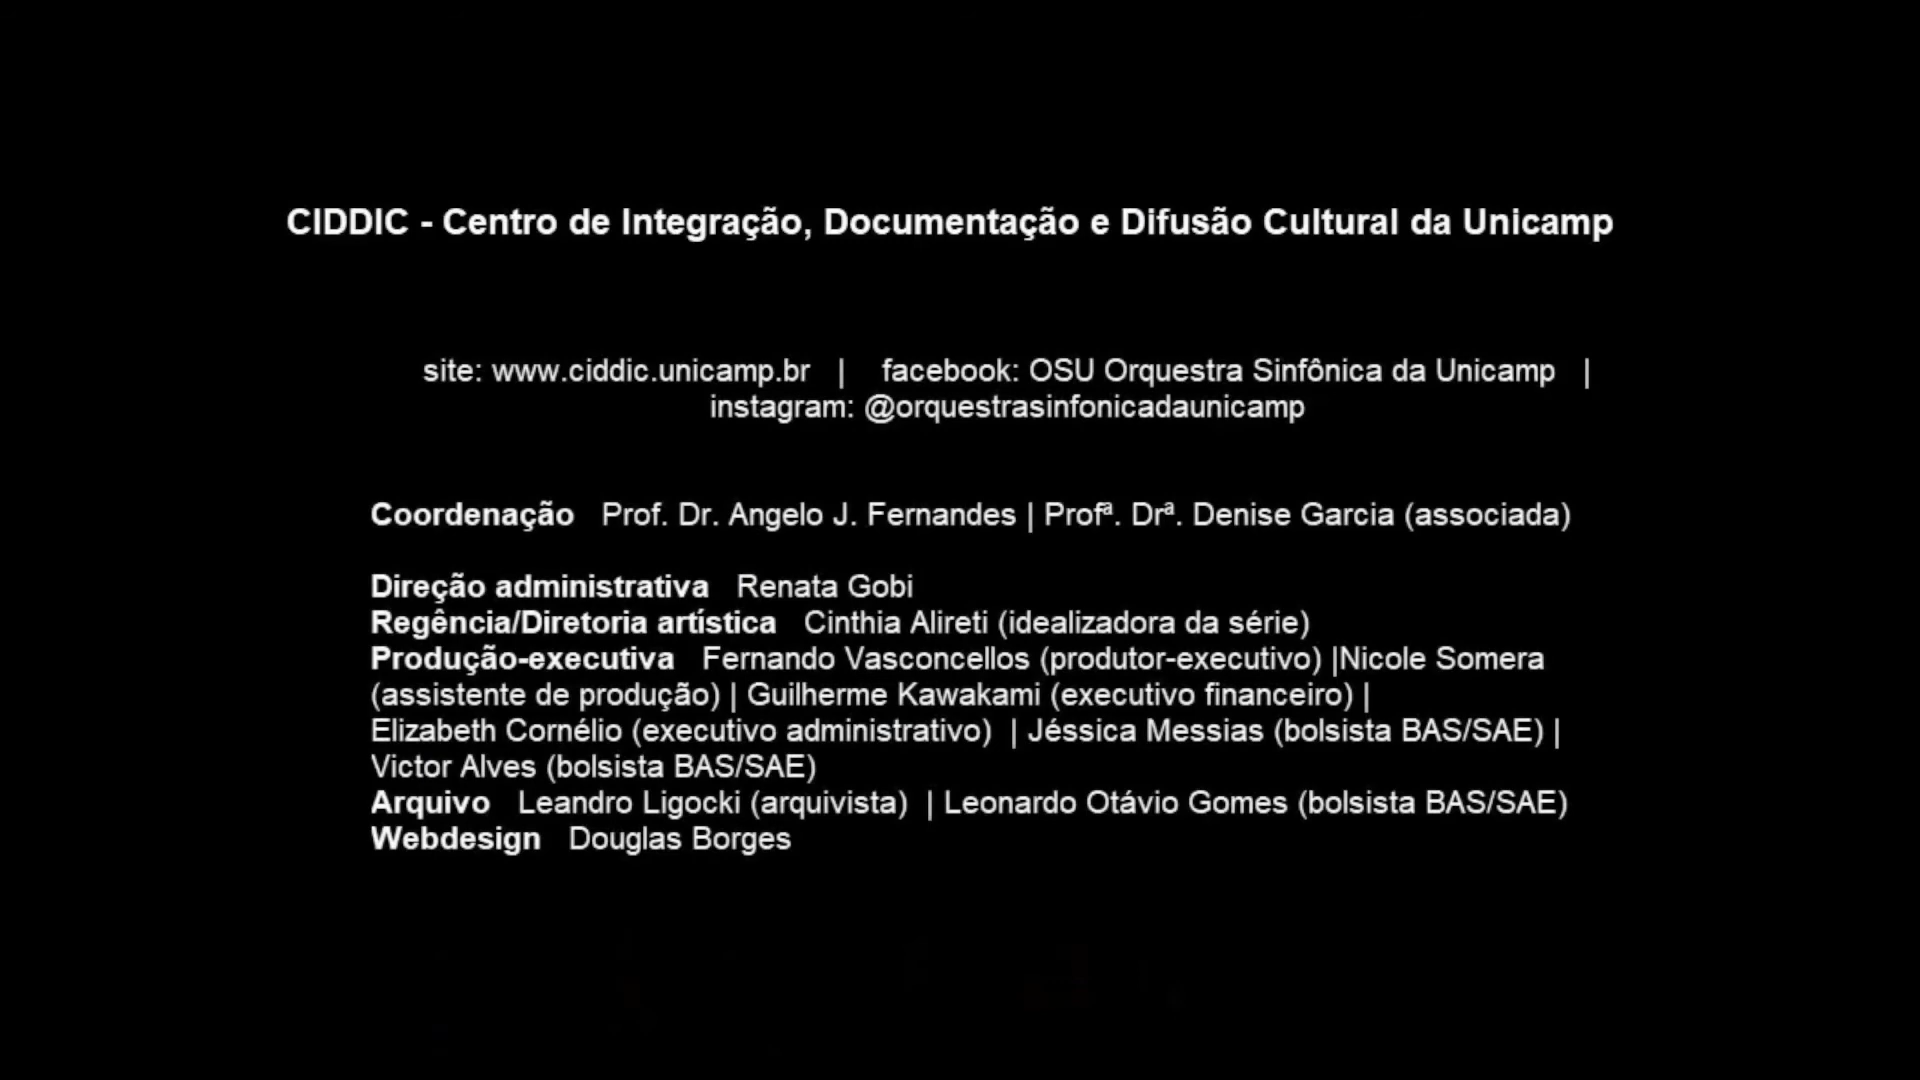 CIDDIC - Centro de Integração, Documentação e Difusão Cultural da Unicamp
site: www.ciddic.unicamp.br | facebook: OSU Orquestra Sinfônica da Unicamp |
instagram: @orquestrasinfonicadaunicamp
Coordenação Prof. Dr. Angelo J. Fernandes | Profª. Drª. Denise Garcia (associada)
Direção administrativa Renata Gobi
Regência/Diretoria artística Cinthia Alireti (idealizadora da série)
Produção-executiva Fernando Vasconcellos (produtor-executivo) |Nicole Somera
(assistente de produção) | Guilherme Kawakami (executivo financeiro) |
Elizabeth Cornélio (executivo administrativo) | Jéssica Messias (bolsista BAS/SAE) |
Victor Alves (bolsista BAS/SAE)
Arquivo Leandro Ligocki (arquivista) | Leonardo Otávio Gomes (bolsista BAS/SAE)
Webdesign Douglas Borges